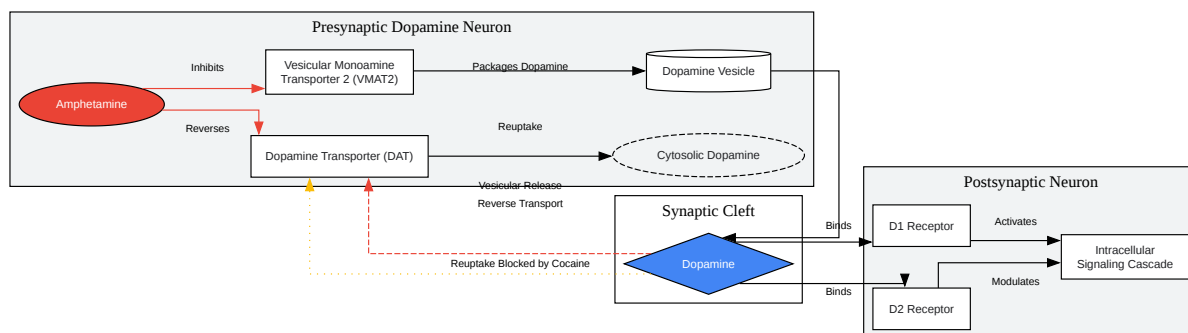 Presynaptic Dopamine Neuron
Inhibits
Vesicular Monoamine
Transporter 2 (VMAT2)
Packages Dopamine
Dopamine Vesicle
Amphetamine
Reverses
Reuptake
Dopamine Transporter (DAT)
Cytosolic Dopamine
Vesicular Release
Reverse Transport
Postsynaptic Neuron
Synaptic Cleft
Binds
D1 Receptor
Activates
Intracellular
Signaling Cascade
Reuptake Blocked by Cocaine
Dopamine
Modulates
Binds
D2 Receptor